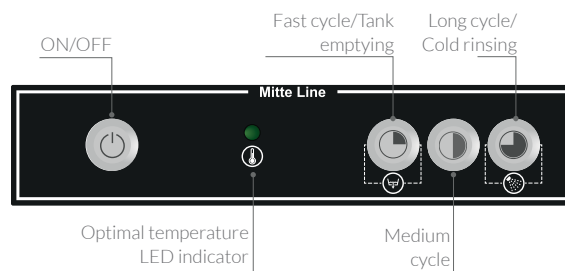 Fast cycle/Tank
emptying
Long cycle/
Cold rinsing
ON/OFF
Mitte Line
Optimal temperature
LED indicator
Medium
cycle